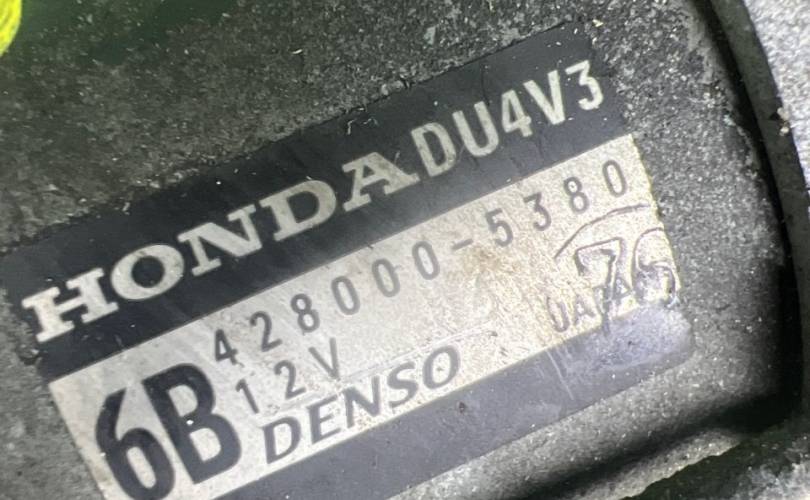 HONDA DU4V3
428000-5380
6B 12V
DENSO
JAPAN